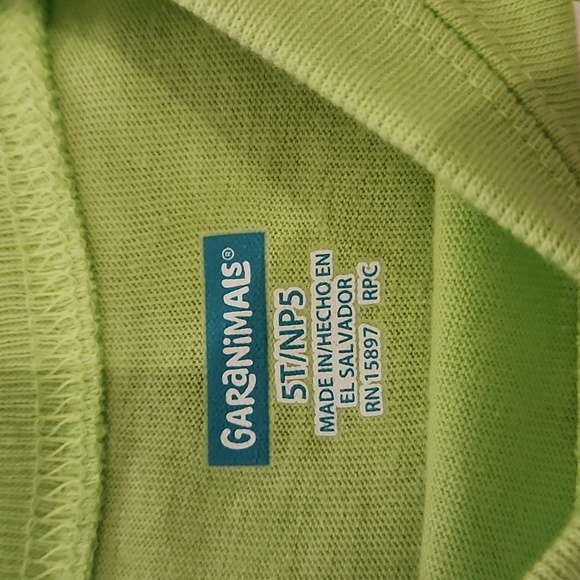 GARANiMALS®
5T/NP5
MADE IN/HECHO EN
EL SALVADOR
RN 15897 RPC